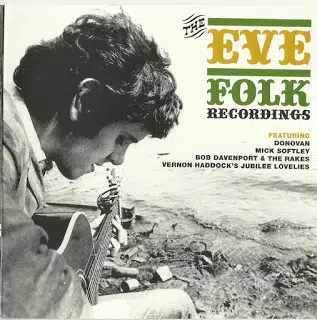 THE
EVE
FOLK
RECORDINGS
FEATURING
DONOVAN
MICK SOFTLEY
BOB DAVENPORT & THE RAKES
VERNON HADDOCK'S JUBILEE LOVELIES